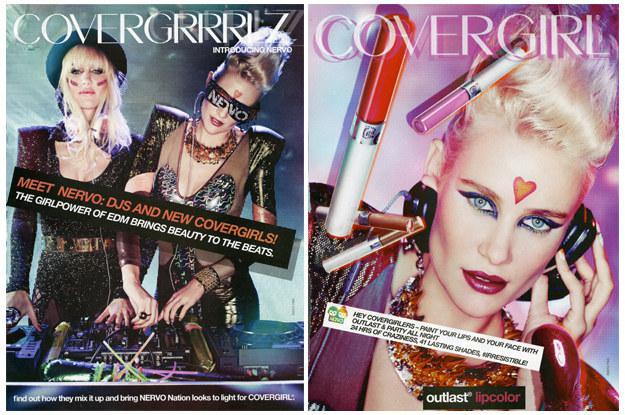 COVERGRRRLZ
INTRODUCING NERVO
NERVO
MEET NERVO: DJS AND NEW COVERGIRLS!
THE GIRLPOWER OF EDM BRINGS BEAUTY TO THE BEATS.
find out how they mix it up and bring NERVO Nation looks to light for COVERGIRL.
COVERGIRL
HEY COVERGIRLERS – PAINT YOUR LIPS AND YOUR FACE WITH
OUTLAST & PARTY ALL NIGHT
24 HRS OF CRAZINESS, 41 LASTING SHADES, #IRRESISTIBLE!
outlast® lipcolor